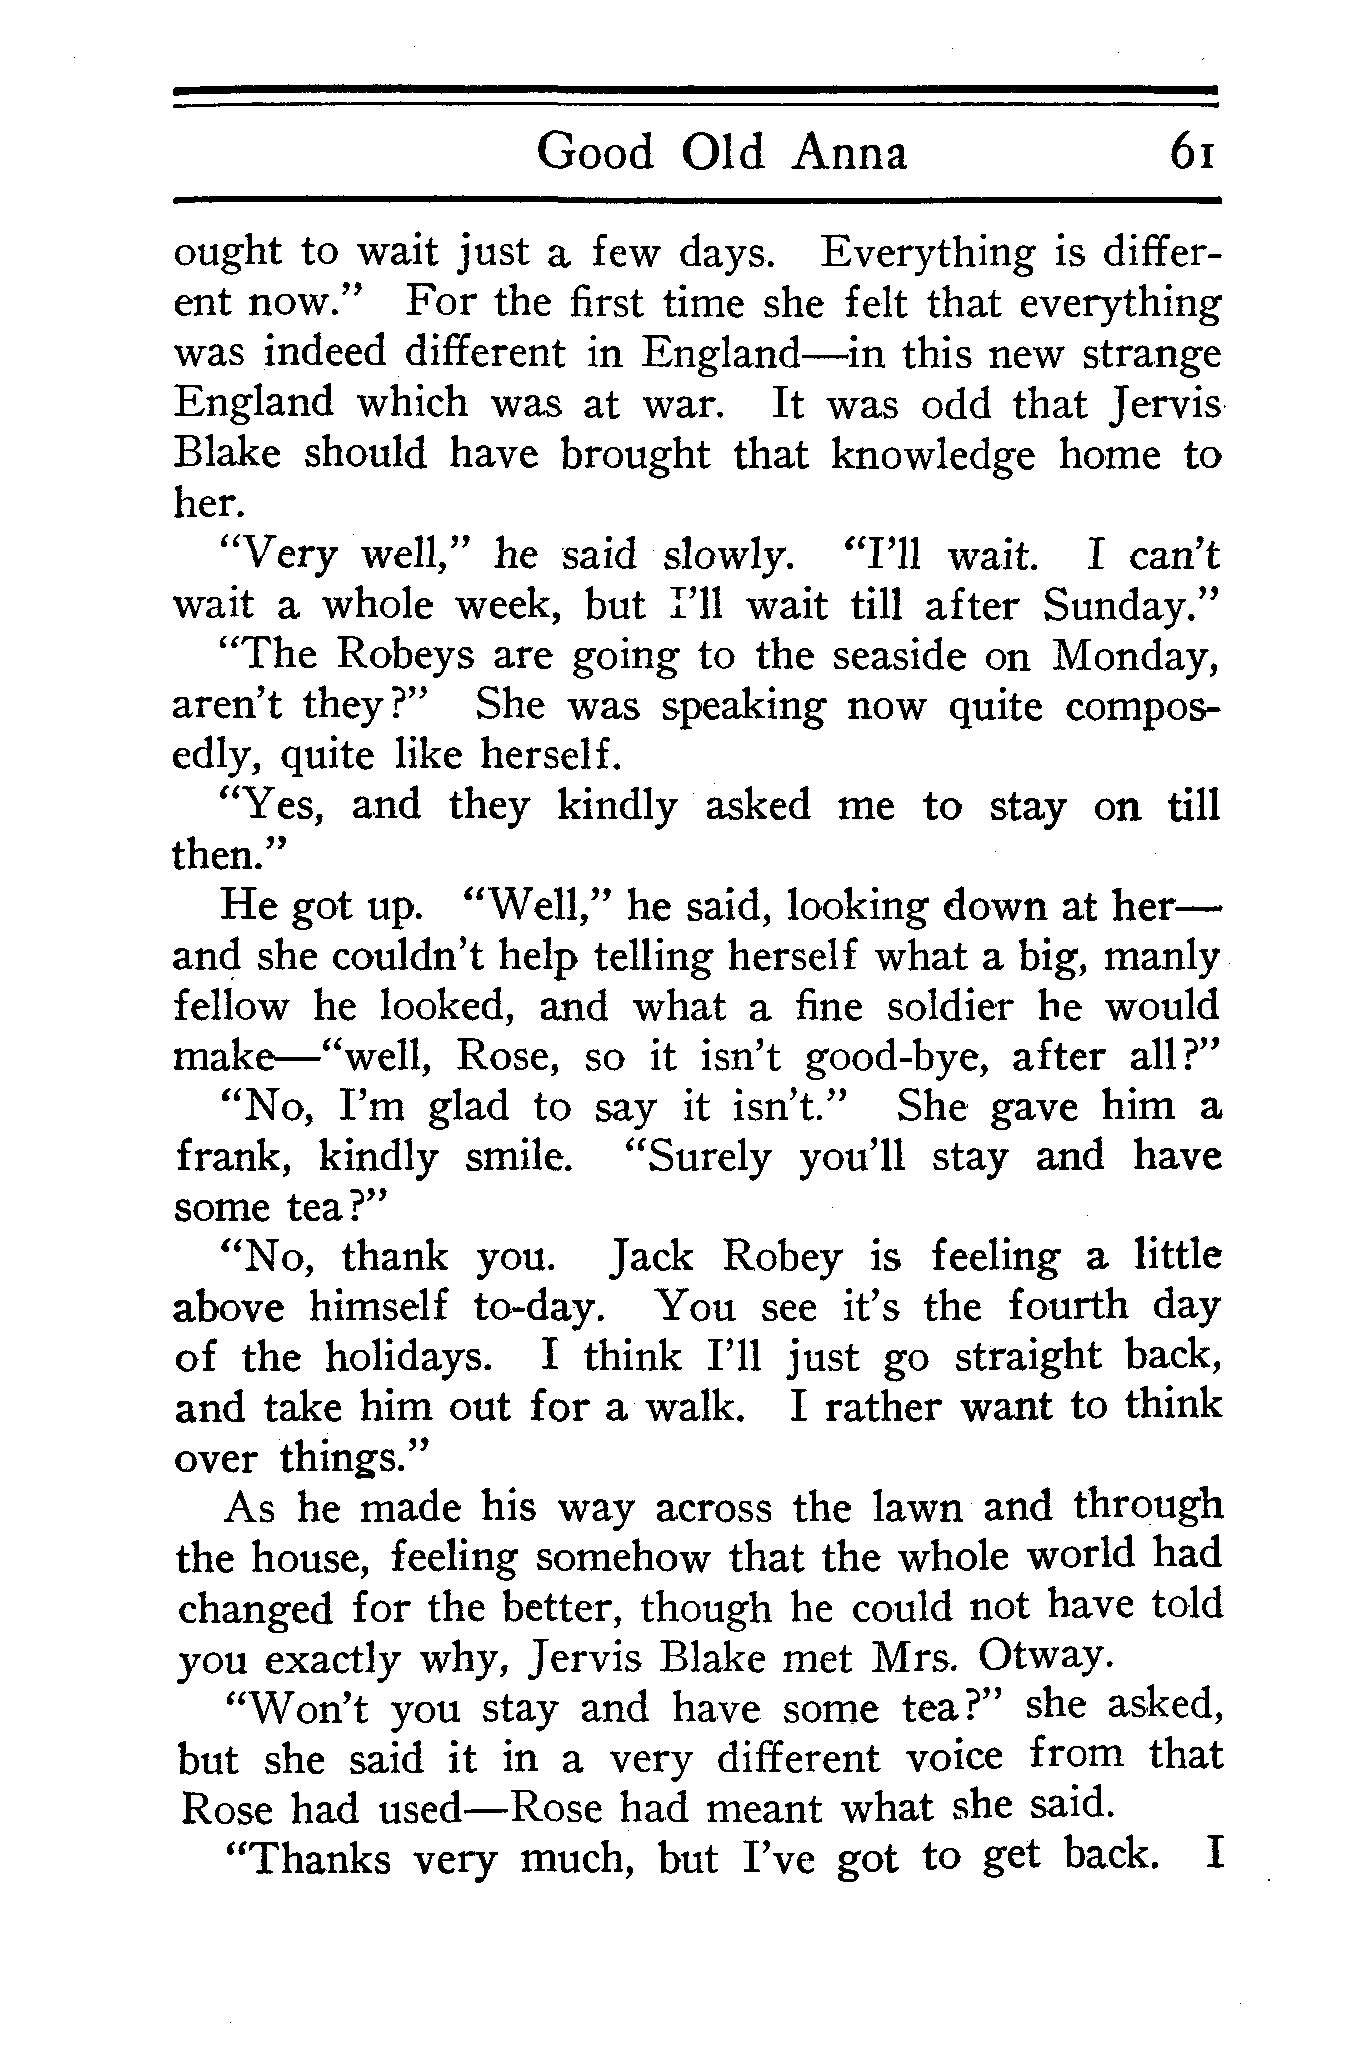 Good Old Anna 61
ought to wait just a few days. Everything is differ-
ent now." For the first time she felt that everything
was indeed different in England—in this new strange
England which was at war. It was odd that Jervis
Blake should have brought that knowledge home to
her.
"Very well," he said slowly. "I'll wait. I can't
wait a whole week, but I'll wait till after Sunday."
"The Robeys are going to the seaside on Monday,
aren't they?" She was speaking now quite compos-
edly, quite like herself.
"Yes, and they kindly asked me to stay on till
then."
He got up. "Well," he said, looking down at her—
and she couldn't help telling herself what a big, manly
fellow he looked, and what a fine soldier he would
make—"well, Rose, so it isn't good-bye, after all?"
"No, I'm glad to say it isn't." She gave him a
frank, kindly smile. "Surely you'll stay and have
some tea?"
"No, thank you. Jack Robey is feeling a little
above himself to-day. You see it's the fourth day
of the holidays. I think I'll just go straight back,
and take him out for a walk. I rather want to think
over things."
As he made his way across the lawn and through
the house, feeling somehow that the whole world had
changed for the better, though he could not have told
you exactly why, Jervis Blake met Mrs. Otway.
"Won't you stay and have some tea?" she asked,
but she said it in a very different voice from that
Rose had used—Rose had meant what she said.
"Thanks very much, but I've got to get back. I